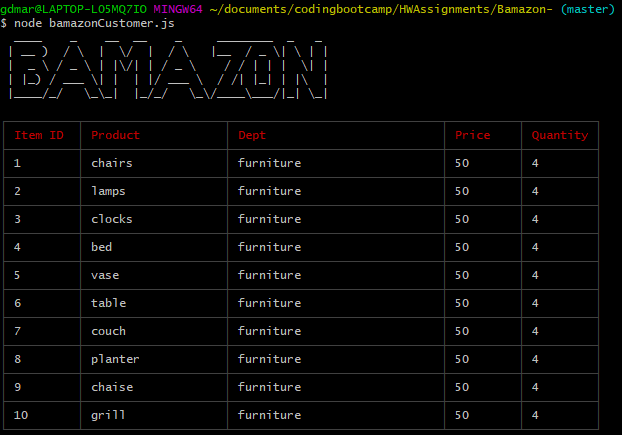 gdmar@LAPTOP-L05MQ7IO MINGW64 ~/documents/codingbootcamp/HWAssignments/Bamazon- (master)
$ node bamazonCustomer.js
BAMAZON
Item ID Product Dept Price Quantity
1 chairs furniture 50 4
2 lamps furniture 50 4
3 clocks furniture 50 4
4 bed furniture 50 4
5 vase furniture 50 4
6 table furniture 50 4
7 couch furniture 50 4
8 planter furniture 50 4
9 chaise furniture 50 4
10 grill furniture 50 4